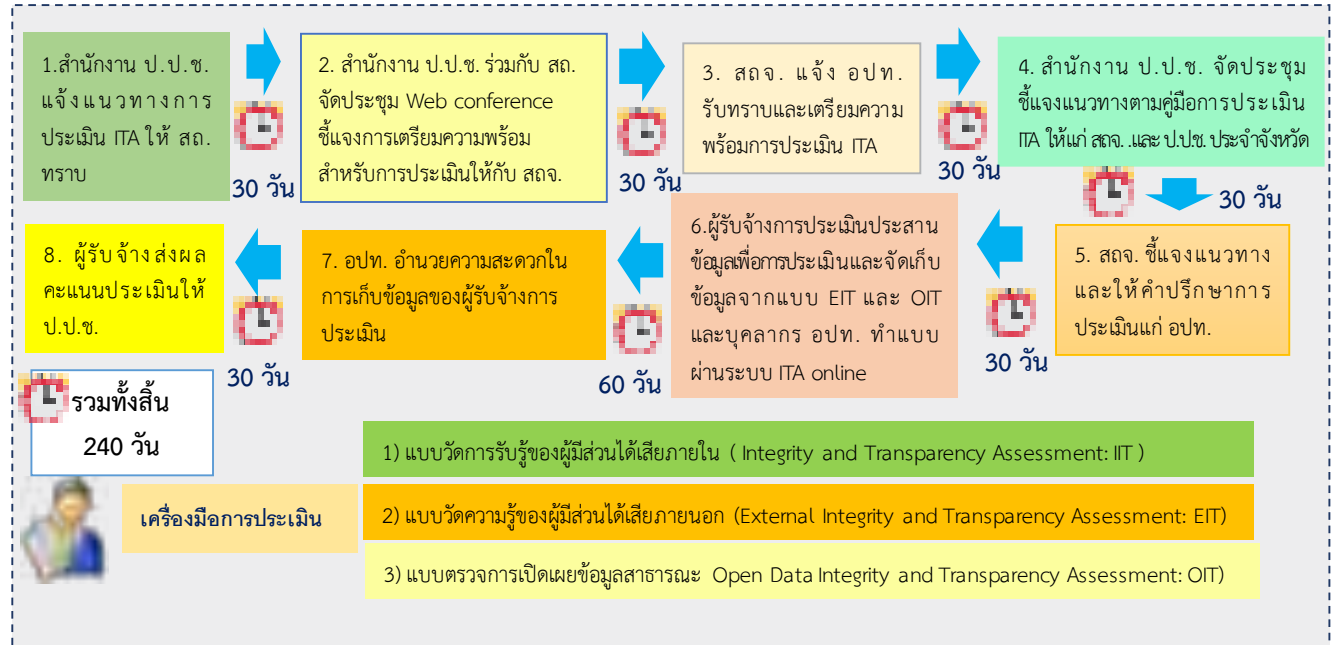 1.สำนักงาน ป.ป.ช.
แจ้งแนวทางการ
ประเมิน ITA ให้ สถ.
ทราบ
30 วัน
2. สำนักงาน ป.ป.ช. ร่วมกับ สถ.
จัดประชุม Web conference
ชี้แจงการเตรียมความพร้อม
สำหรับการประเมินให้กับ สถจ.
30 วัน
3. สถจ. แจ้ง อปท.
รับทราบและเตรียมความ
พร้อมการประเมิน ITA
30 วัน
4. สำนักงาน ป.ป.ช. จัดประชุม
ชี้แจงแนวทางตามคู่มือการประเมิน
ITA ให้แก่ สถจ. .และ ป.ป.ช. ประจำจังหวัด
30 วัน
5. สถจ. ชี้แจงแนวทาง
และให้คำปรึกษาการ
ประเมินแก่ อปท.
30 วัน
6.ผู้รับจ้างการประเมินประสาน
ข้อมูลเพื่อการประเมินและจัดเก็บ
ข้อมูลจากแบบ EIT และ OIT
และบุคลากร อปท. ทำแบบ
ผ่านระบบ ITA online
60 วัน
7. อปท. อำนวยความสะดวกใน
การเก็บข้อมูลของผู้รับจ้างการ
ประเมิน
30 วัน
8. ผู้รับจ้างส่งผล
คะแนนประเมินให้
ป.ป.ช.
รวมทั้งสิ้น
240 วัน
เครื่องมือการประเมิน
1) แบบวัดการรับรู้ของผู้มีส่วนได้เสียภายใน ( Integrity and Transparency Assessment: IIT )
2) แบบวัดความรู้ของผู้มีส่วนได้เสียภายนอก (External Integrity and Transparency Assessment: EIT)
3) แบบตรวจการเปิดเผยข้อมูลสาธารณะ Open Data Integrity and Transparency Assessment: OIT)